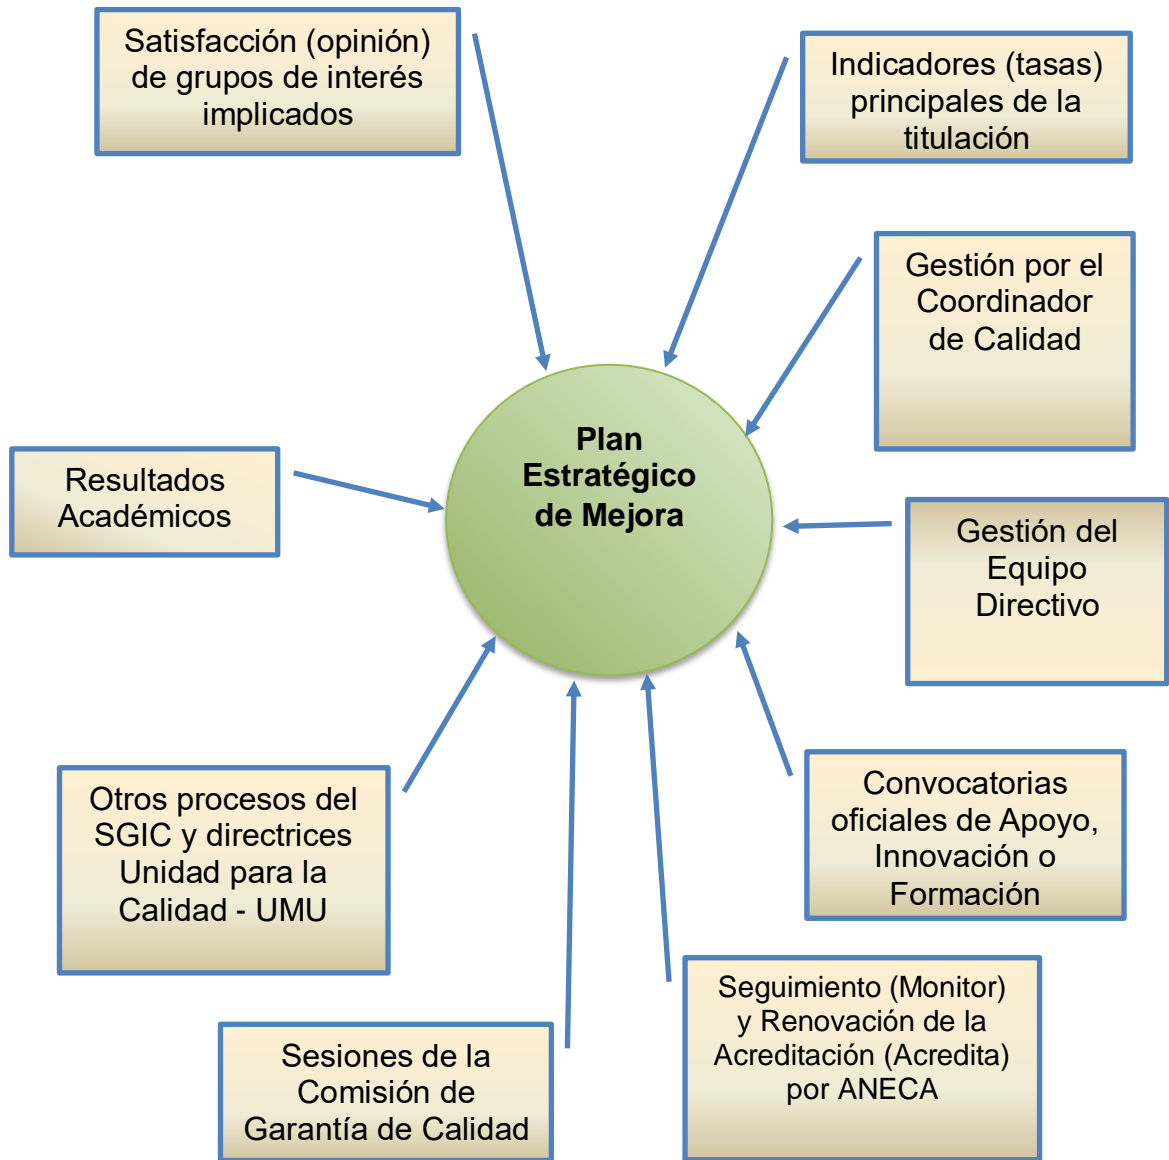 Satisfacción (opinión)
de grupos de interés
implicados
Indicadores (tasas)
principales de la
titulación
Gestión por el
Coordinador
de Calidad
Plan
Estratégico
de Mejora
Resultados
Académicos
Gestión del
Equipo
Directivo
Otros procesos del
SGIC y directrices
Unidad para la
Calidad - UMU
Convocatorias
oficiales de Apoyo,
Innovación o
Formación
Seguimiento (Monitor)
y Renovación de la
Acreditación (Acredita)
por ANECA
Sesiones de la
Comisión de
Garantía de Calidad